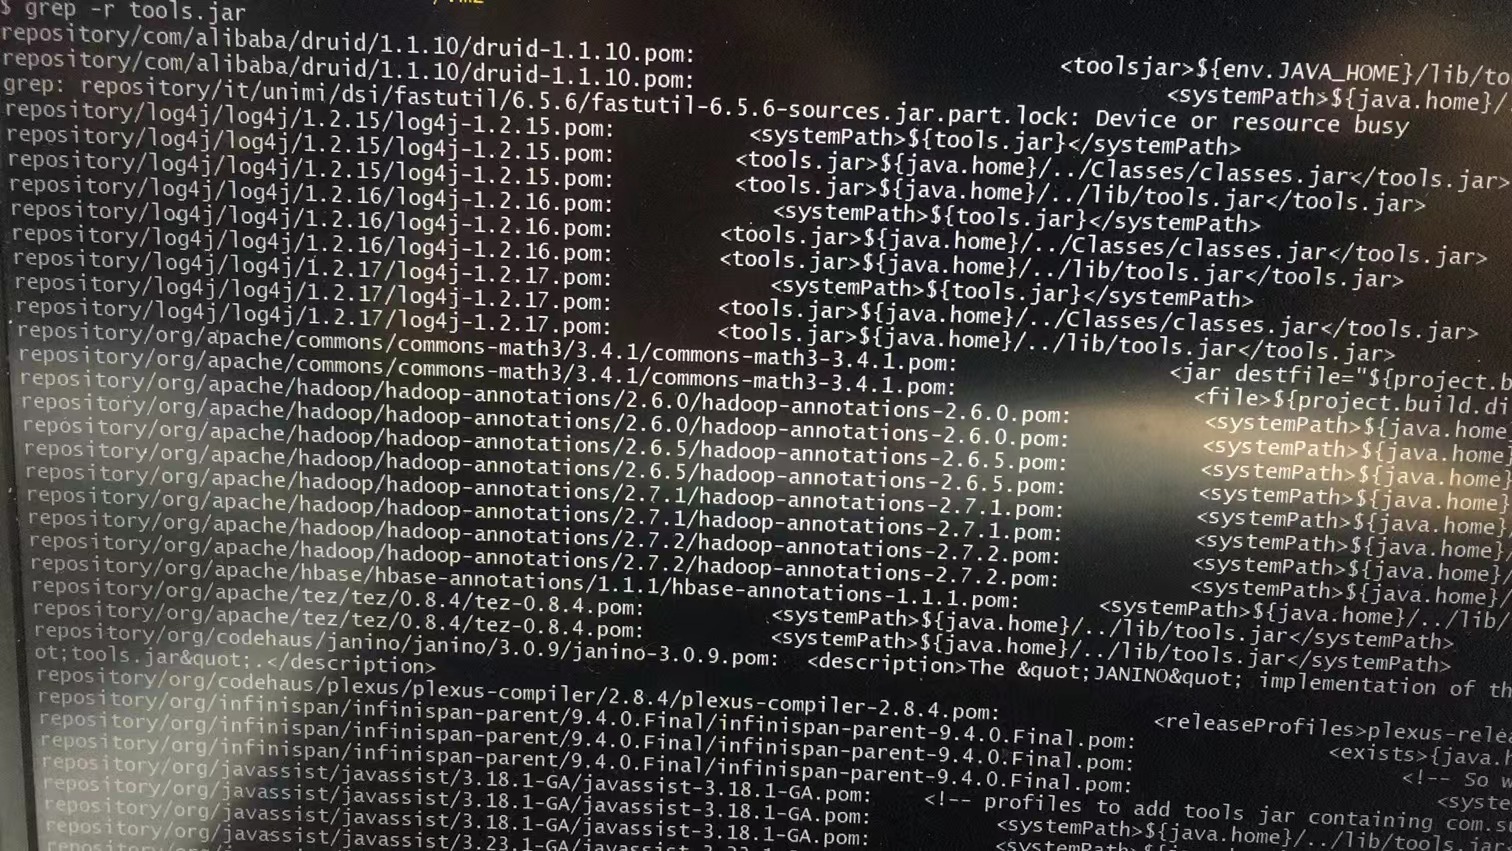 $ grep -r tools.jar
repository/com/alibaba/druid/1.1.10/druid-1.1.10.pom: <toolsjar>${env.JAVA_HOME}/lib/to
repository/com/alibaba/druid/1.1.10/druid-1.1.10.pom: <systemPath>${java.home}/
grep: repository/it/unimi/dsi/fastutil/6.5.6/fastutil-6.5.6-sources.jar.part.lock: Device or resource busy
repository/log4j/log4j/1.2.15/log4j-1.2.15.pom: <systemPath>${tools.jar}</systemPath>
repository/log4j/log4j/1.2.15/log4j-1.2.15.pom: <tools.jar>${java.home}/../Classes/classes.jar</tools.jar>
repository/log4j/log4j/1.2.15/log4j-1.2.15.pom: <tools.jar>${java.home}/../lib/tools.jar</tools.jar>
repository/log4j/log4j/1.2.16/log4j-1.2.16.pom: <systemPath>${tools.jar}</systemPath>
repository/log4j/log4j/1.2.16/log4j-1.2.16.pom: <tools.jar>${java.home}/../Classes/classes.jar</tools.jar>
repository/log4j/log4j/1.2.16/log4j-1.2.16.pom: <tools.jar>${java.home}/../lib/tools.jar</tools.jar>
repository/log4j/log4j/1.2.17/log4j-1.2.17.pom: <systemPath>${tools.jar}</systemPath>
repository/log4j/log4j/1.2.17/log4j-1.2.17.pom: <tools.jar>${java.home}/../Classes/classes.jar</tools.jar>
repository/log4j/log4j/1.2.17/log4j-1.2.17.pom: <tools.jar>${java.home}/../lib/tools.jar</tools.jar>
repository/org/apache/commons/commons-math3/3.4.1/commons-math3-3.4.1.pom: <jar destfile="${project.b
repository/org/apache/commons/commons-math3/3.4.1/commons-math3-3.4.1.pom: <file>${project.build.di
repository/org/apache/hadoop/hadoop-annotations/2.6.0/hadoop-annotations-2.6.0.pom: <systemPath>${java.home
repository/org/apache/hadoop/hadoop-annotations/2.6.0/hadoop-annotations-2.6.0.pom: <systemPath>${java.home}
repository/org/apache/hadoop/hadoop-annotations/2.6.5/hadoop-annotations-2.6.5.pom: <systemPath>${java.home}
repository/org/apache/hadoop/hadoop-annotations/2.6.5/hadoop-annotations-2.6.5.pom: <systemPath>${java.home}
repository/org/apache/hadoop/hadoop-annotations/2.7.1/hadoop-annotations-2.7.1.pom: <systemPath>${java.home}
repository/org/apache/hadoop/hadoop-annotations/2.7.1/hadoop-annotations-2.7.1.pom: <systemPath>${java.home}
repository/org/apache/hadoop/hadoop-annotations/2.7.2/hadoop-annotations-2.7.2.pom: <systemPath>${java.home}/
repository/org/apache/hadoop/hadoop-annotations/2.7.2/hadoop-annotations-2.7.2.pom: <systemPath>${java.home}/
repository/org/apache/hbase/hbase-annotations/1.1.1/hbase-annotations-1.1.1.pom: <systemPath>${java.home}/../lib/
repository/org/apache/tez/tez/0.8.4/tez-0.8.4.pom: <systemPath>${java.home}/../lib/tools.jar</systemPath>
repository/org/apache/tez/tez/0.8.4/tez-0.8.4.pom: <systemPath>${java.home}/../lib/tools.jar</systemPath>
repository/org/codehaus/janino/janino/3.0.9/janino-3.0.9.pom: <description>The &quot;JANINO&quot; implementation of th
ot;tools.jar&quot;.</description>
repository/org/codehaus/plexus/plexus-compiler/2.8.4/plexus-compiler-2.8.4.pom: <releaseProfiles>plexus-relea
repository/org/infinispan/infinispan-parent/9.4.0.Final/infinispan-parent-9.4.0.Final.pom: <exists>{java.h
repository/org/infinispan/infinispan-parent/9.4.0.Final/infinispan-parent-9.4.0.Final.pom: <!-- So w
repository/org/infinispan/infinispan-parent/9.4.0.Final/infinispan-parent-9.4.0.Final.pom: <syste
repository/org/javassist/javassist/3.18.1-GA/javassist-3.18.1-GA.pom: <!-- profiles to add tools jar containing com.s
repository/org/javassist/javassist/3.18.1-GA/javassist-3.18.1-GA.pom: <systemPath>${java.home}/../lib/tools.jar
repository/org/javassist/javassist/3.18.1-GA/javassist-3.18.1-GA.pom:
repository/org/javassist/javassist/3.23.1-GA/javassist-3.23.1-GA